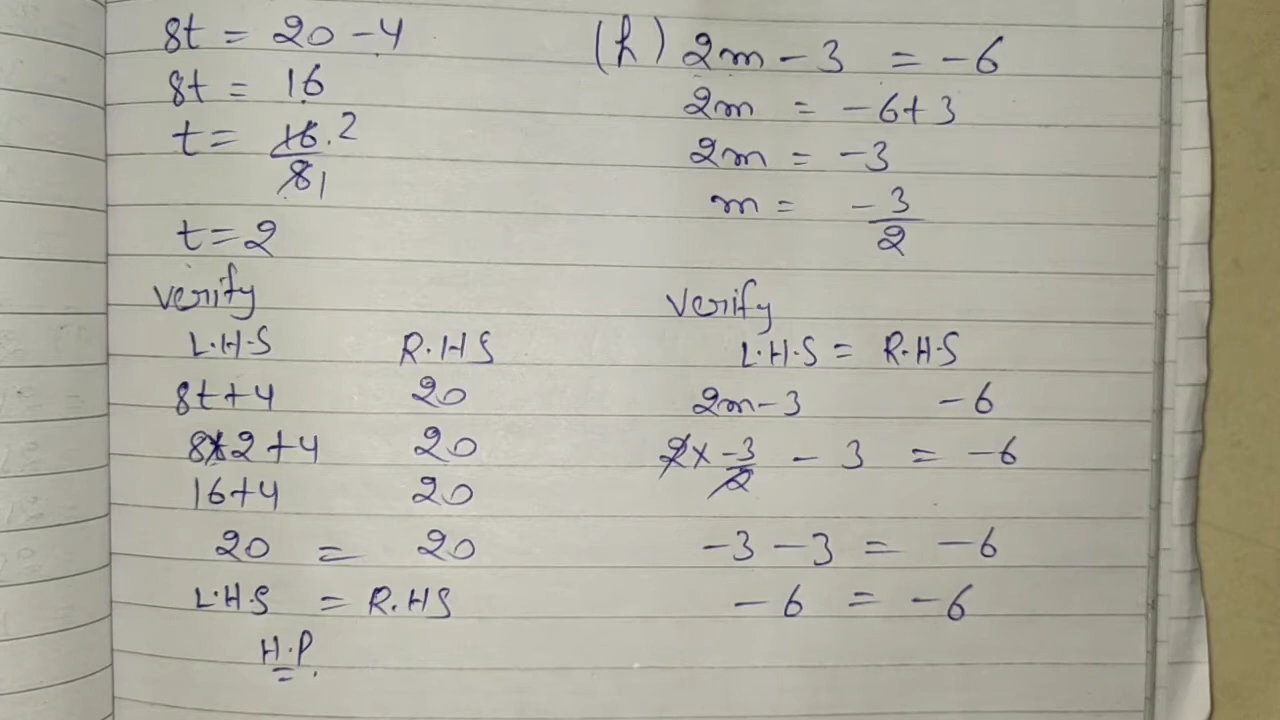 8t = 20 - 4
8t = 16
t = 16 2
8 1
t = 2
Verify
L.H.S R.H.S
8t + 4 20
8×2 + 4 20
16 + 4 20
20 = 20
L.H.S = R.H.S
H.P.
(h) 2m - 3 = -6
2m = -6 + 3
2m = -3
m = -3
2
Verify
L.H.S = R.H.S
2m - 3 -6
2 × -3 - 3 = -6
2
-3 - 3 = -6
-6 = -6